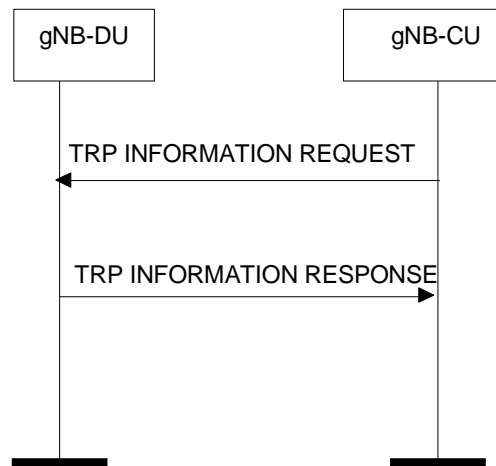 gNB-DU
gNB-CU
TRP INFORMATION REQUEST
TRP INFORMATION RESPONSE